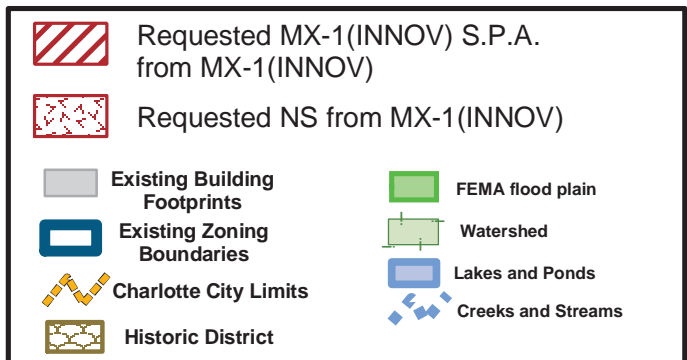 Requested MX-1(INNOV) S.P.A.
from MX-1(INNOV)
Requested NS from MX-1(INNOV)
Existing Building
Footprints
Existing Zoning
Boundaries
Charlotte City Limits
Historic District
FEMA flood plain
Watershed
Lakes and Ponds
Creeks and Streams